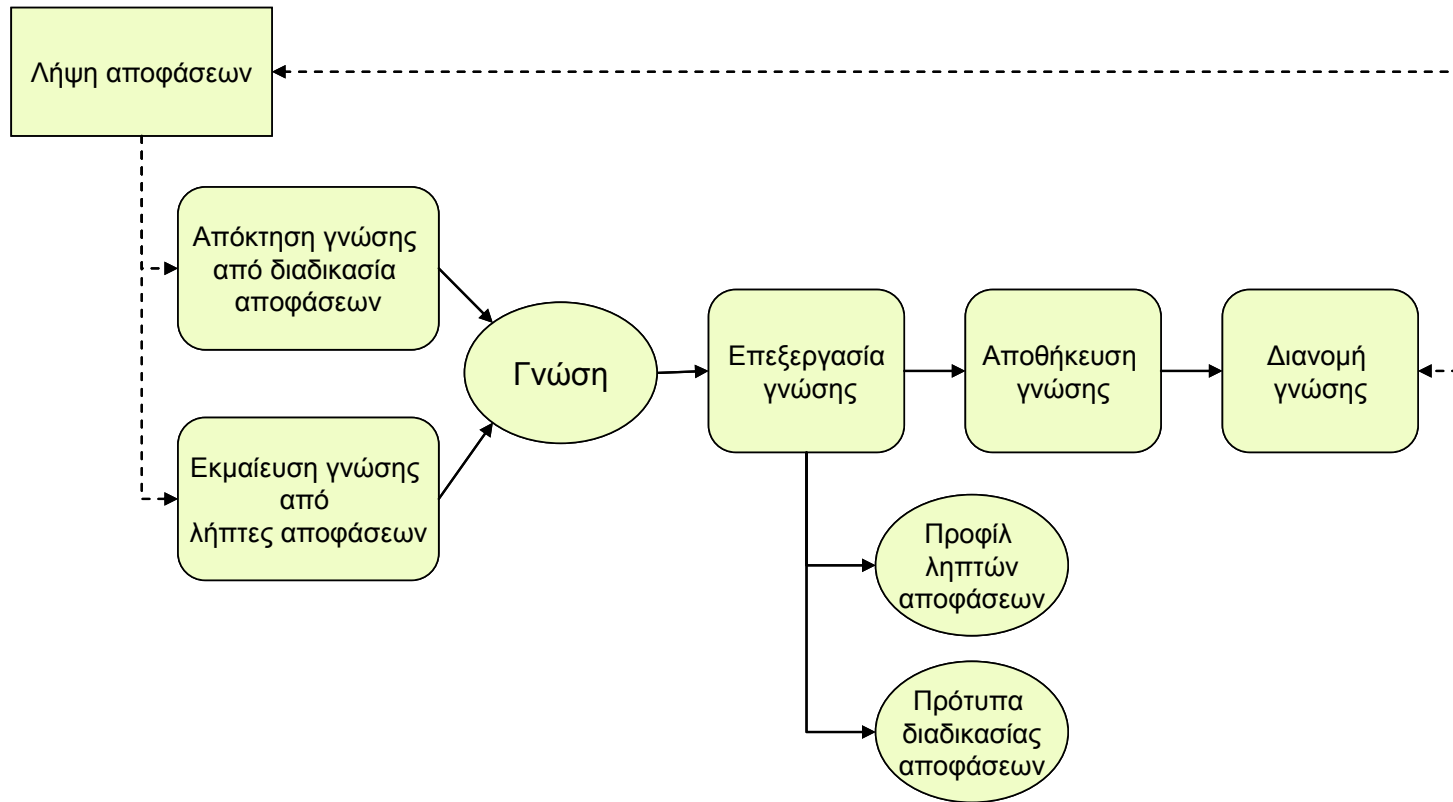 Λήψη αποφάσεων
Απόκτηση γνώσης
από διαδικασία
αποφάσεων
Εκμαίευση γνώσης
από
λήπτες αποφάσεων
Γνώση
Επεξεργασία
γνώσης
Αποθήκευση
γνώσης
Διανομή
γνώσης
Προφίλ
ληπτών
αποφάσεων
Πρότυπα
διαδικασίας
αποφάσεων